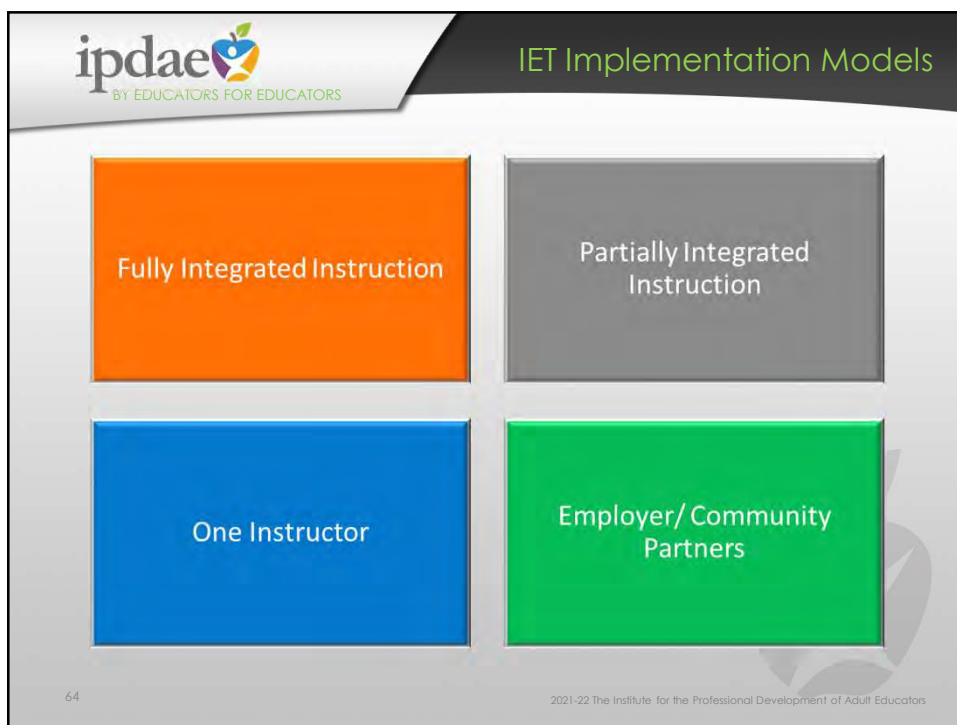 ipdae
BY EDUCATORS FOR EDUCATORS
IET Implementation Models
Fully Integrated Instruction
Partially Integrated
Instruction
One Instructor
Employer/ Community
Partners
64
2021-22 The Institute for the Professional Development of Adult Educators